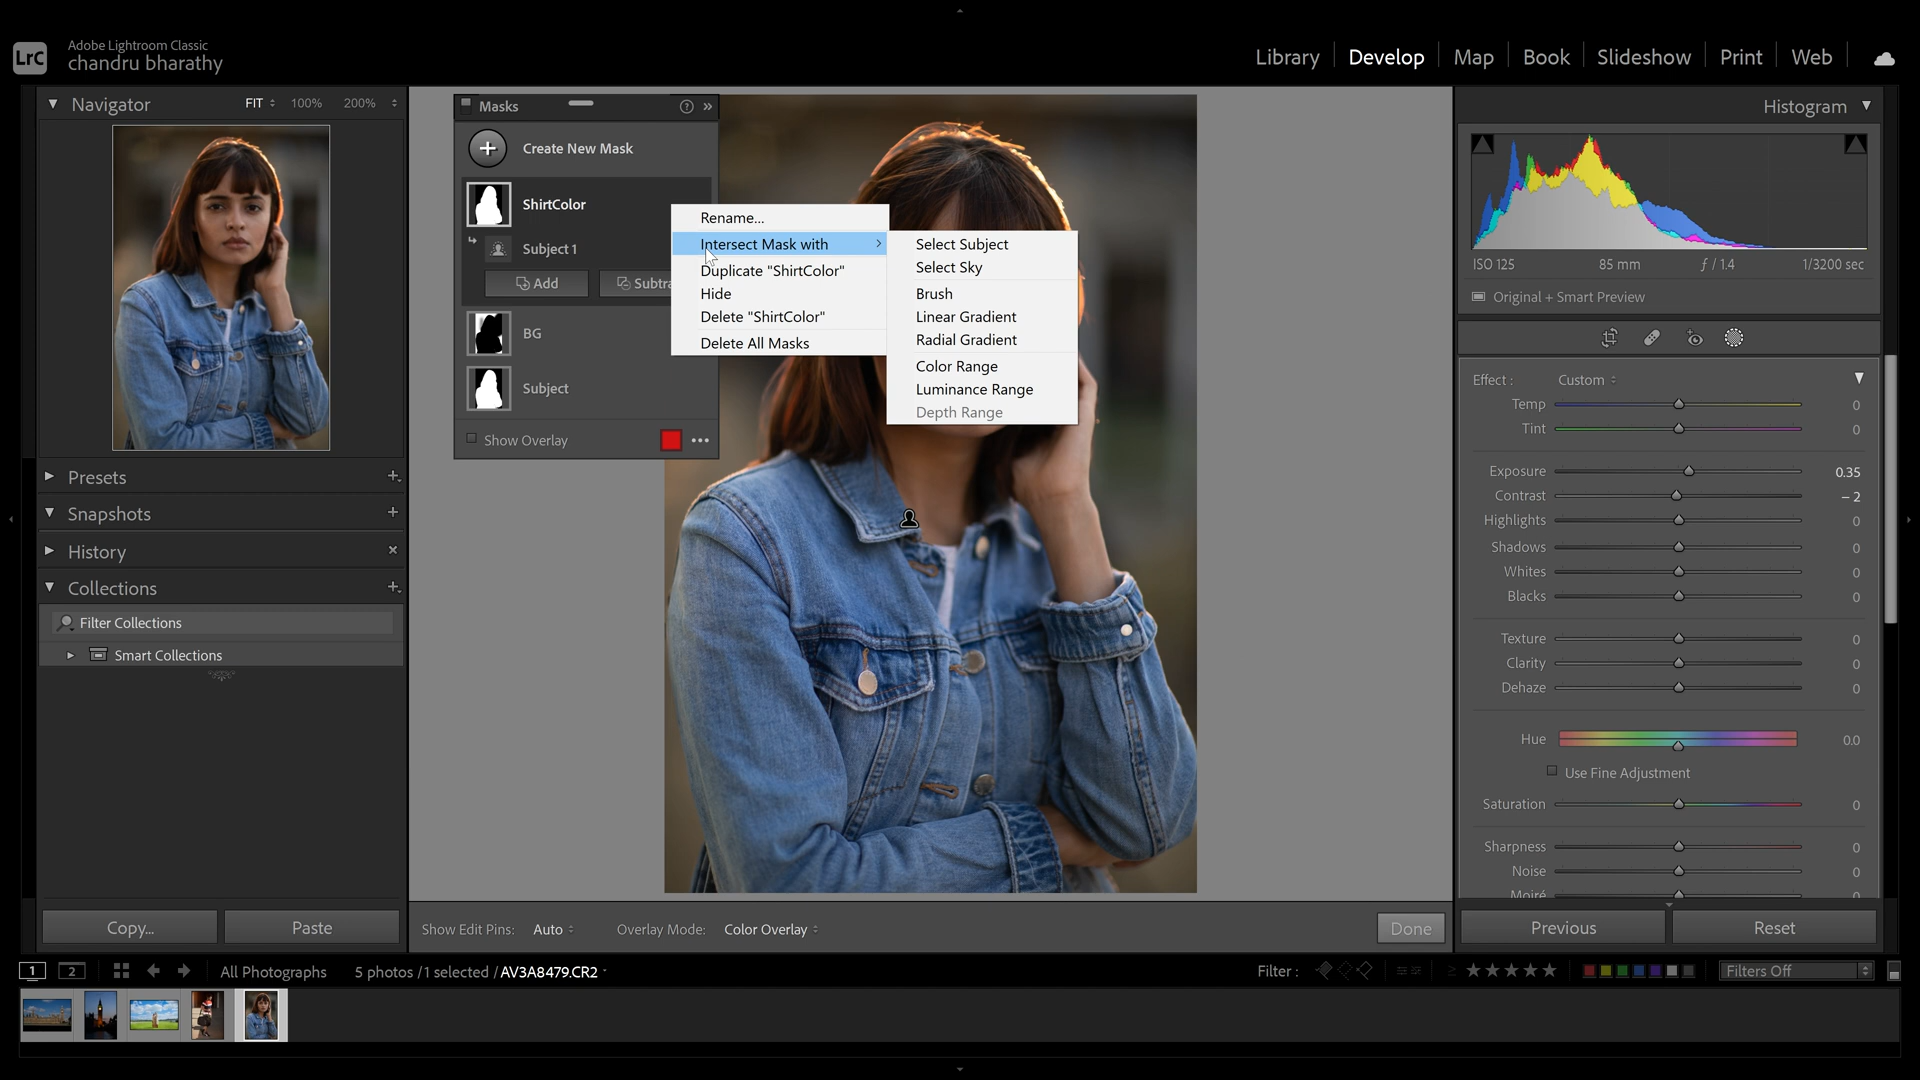 LrC
Adobe Lightroom Classic
chandru bharathy
Library
Develop
Map
Book
Slideshow
Print
Web
Navigator
FIT
100%
200%
Presets
Snapshots
History
Collections
Filter Collections
Smart Collections
Copy...
Paste
Masks
Create New Mask
ShirtColor
Subject 1
Add
Subtra
BG
Subject
Show Overlay
Rename...
Intersect Mask with
Duplicate "ShirtColor"
Hide
Delete "ShirtColor"
Delete All Masks
Select Subject
Select Sky
Brush
Linear Gradient
Radial Gradient
Color Range
Luminance Range
Depth Range
Show Edit Pins: Auto
Overlay Mode: Color Overlay
Done
Histogram
ISO 125
85 mm
ƒ / 1.4
1/3200 sec
Original + Smart Preview
Effect : Custom
Temp 0
Tint 0
Exposure 0.35
Contrast – 2
Highlights 0
Shadows 0
Whites 0
Blacks 0
Texture 0
Clarity 0
Dehaze 0
Hue 0.0
Use Fine Adjustment
Saturation 0
Sharpness 0
Noise 0
Moiré
Previous
Reset
1
2
All Photographs
5 photos / 1 selected / AV3A8479.CR2
Filter :
≥
Filters Off